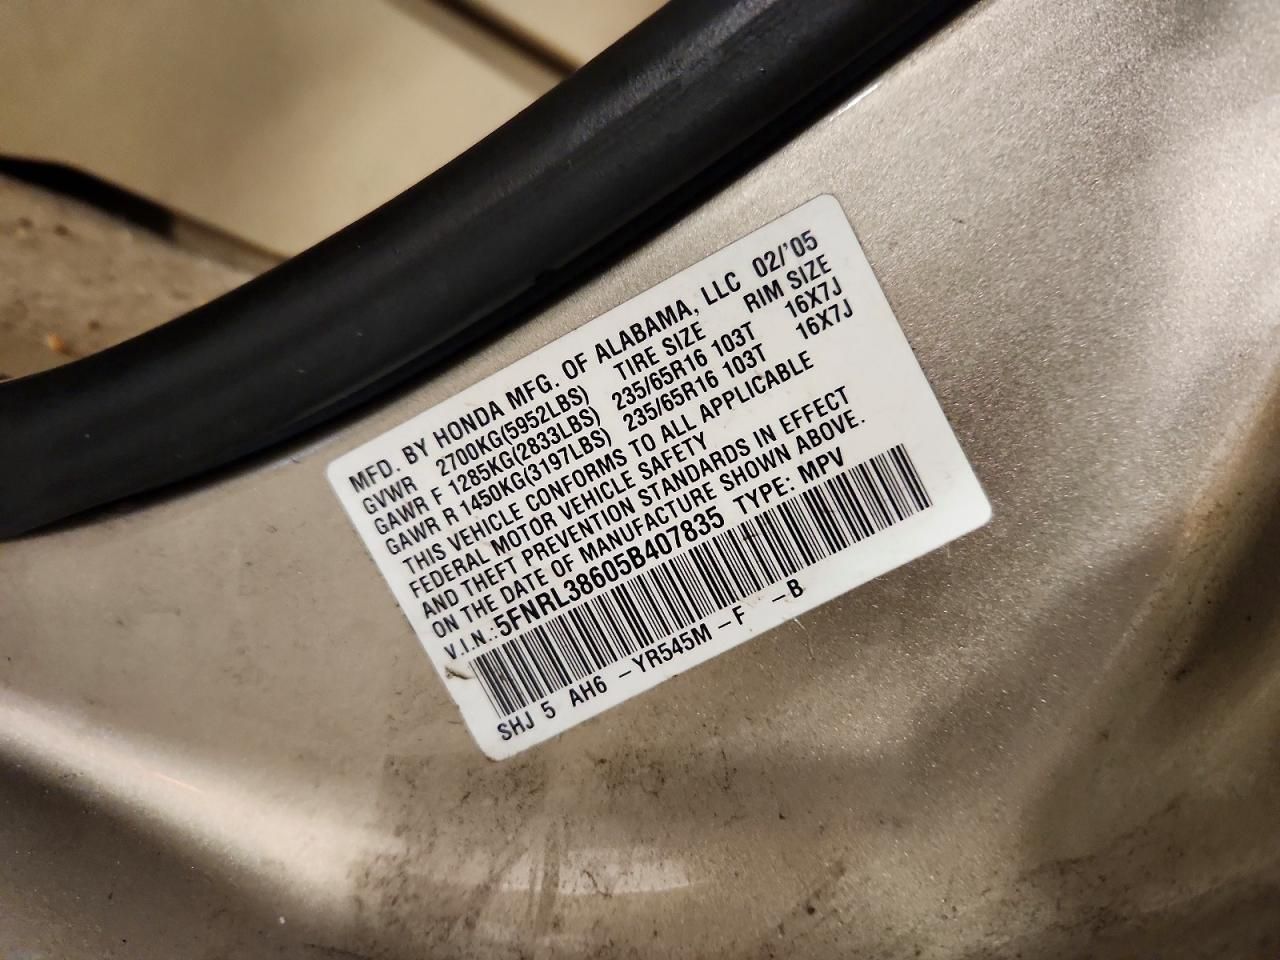 MFD. BY HONDA MFG. OF ALABAMA, LLC 02/'05
GVWR 2700KG(5952LBS) TIRE SIZE RIM SIZE
GAWR F 1285KG(2833LBS) 235/65R16 103T 16X7J
GAWR R 1450KG(3197LBS) 235/65R16 103T 16X7J
THIS VEHICLE CONFORMS TO ALL APPLICABLE
FEDERAL MOTOR VEHICLE SAFETY
AND THEFT PREVENTION STANDARDS IN EFFECT
ON THE DATE OF MANUFACTURE SHOWN ABOVE.
V.I.N.: 5FNRL38605B407835 TYPE: MPV
SHJ 5 AH6 -YR545M -F -B